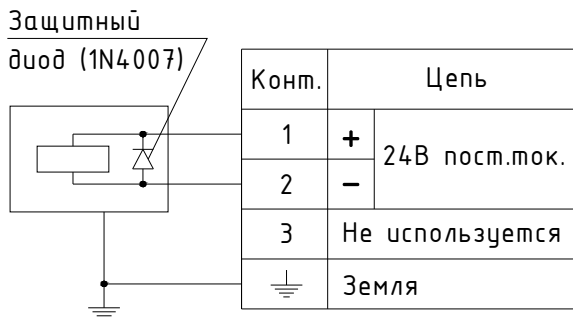 Защитный
диод (1N4007)
Конт. Цепь
1 + 24В пост.ток.
2 −
3 Не используется
Земля